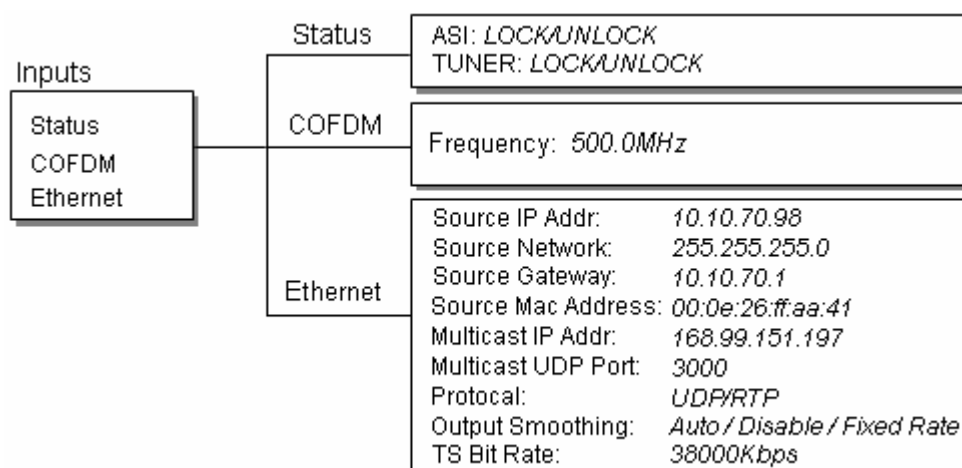 Inputs
Status
COFDM
Ethernet
Status
ASI: LOCK/UNLOCK
TUNER: LOCK/UNLOCK
COFDM
Frequency: 500.0MHz
Ethernet
Source IP Addr: 10.10.70.98
Source Network: 255.255.255.0
Source Gateway: 10.10.70.1
Source Mac Address: 00:0e:26:ff:aa:41
Multicast IP Addr: 168.99.151.197
Multicast UDP Port: 3000
Protocal: UDP/RTP
Output Smoothing: Auto / Disable / Fixed Rate
TS Bit Rate: 38000Kbps